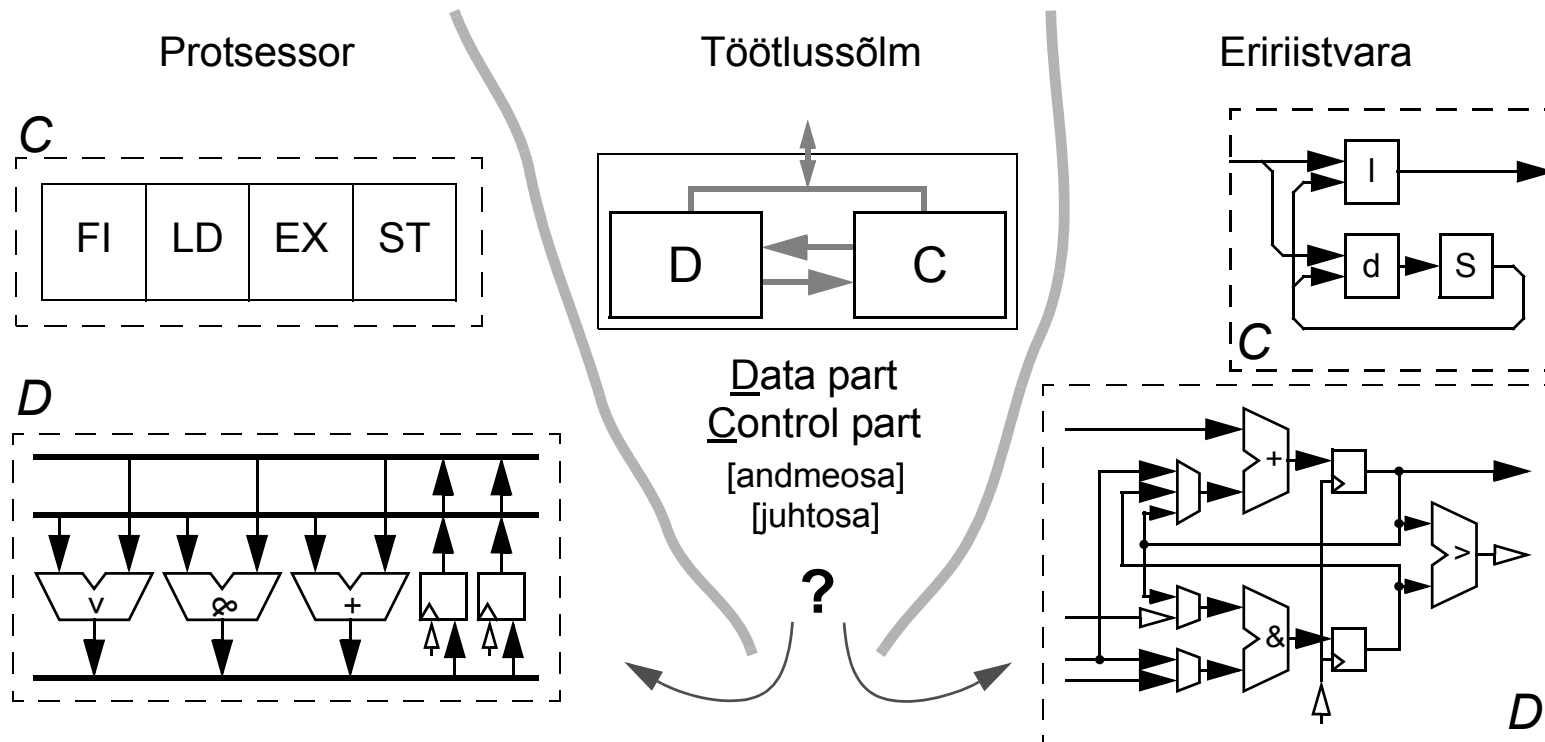 Protsessor
Töötlussõlm
Eririistvara
C
FI LD EX ST
D
v & +
D C
Data part
Control part
[andmeosa]
[juhtosa]
?
l
d S
C
+
>
&
D